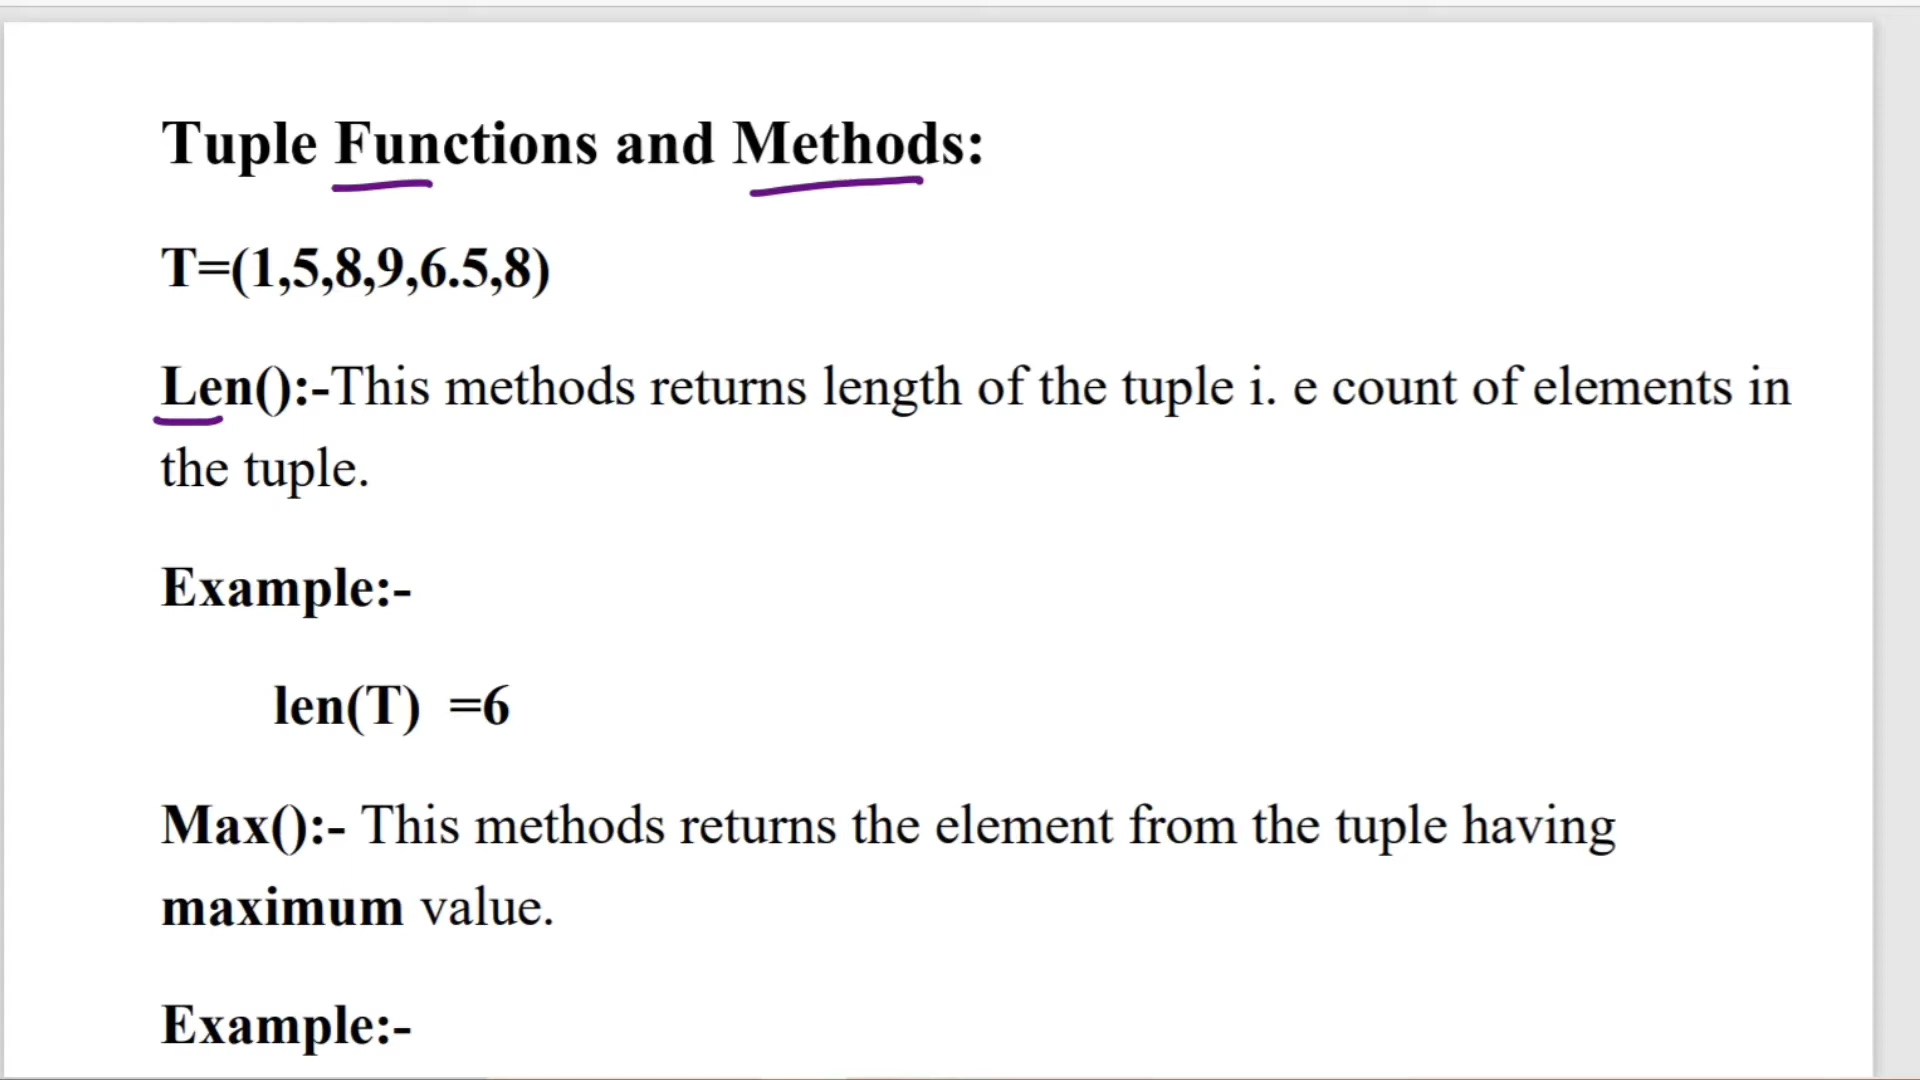 Tuple Functions and Methods:
T=(1,5,8,9,6.5,8)
Len():-This methods returns length of the tuple i. e count of elements in
the tuple.
Example:-
len(T)  =6
Max():- This methods returns the element from the tuple having
maximum value.
Example:-